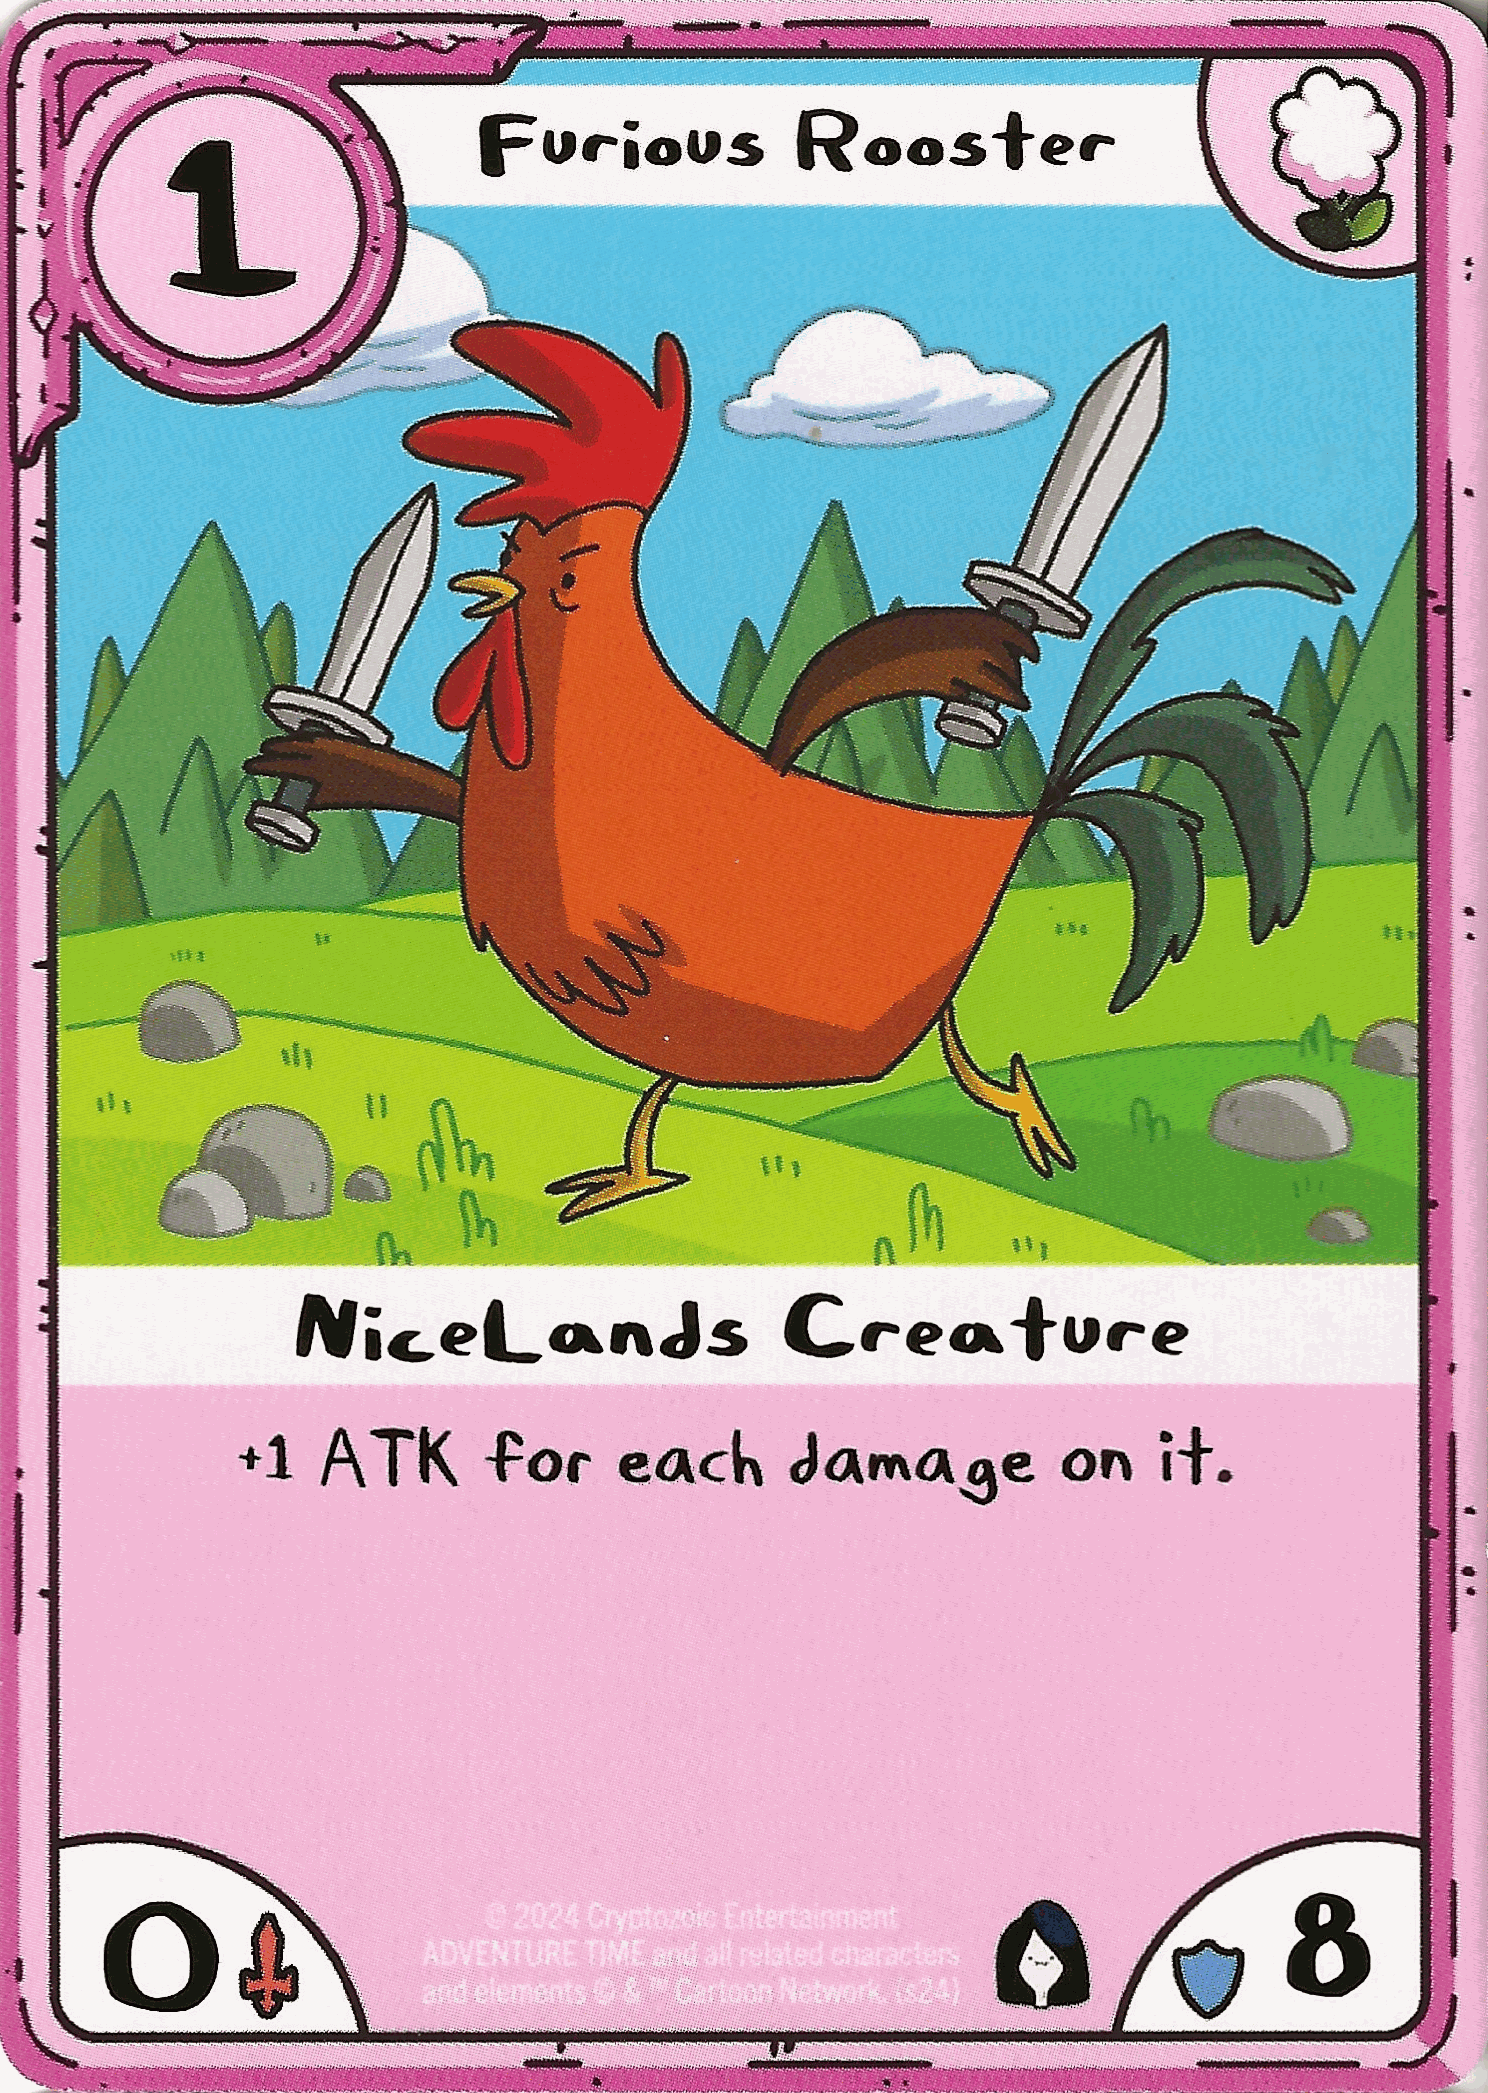 1
Furious Rooster
NiceLands Creature
+1 ATK for each damage on it.
0
8
© 2024 Cryptozoic Entertainment
ADVENTURE TIME and all related characters
and elements © & ™ Cartoon Network. (s24)